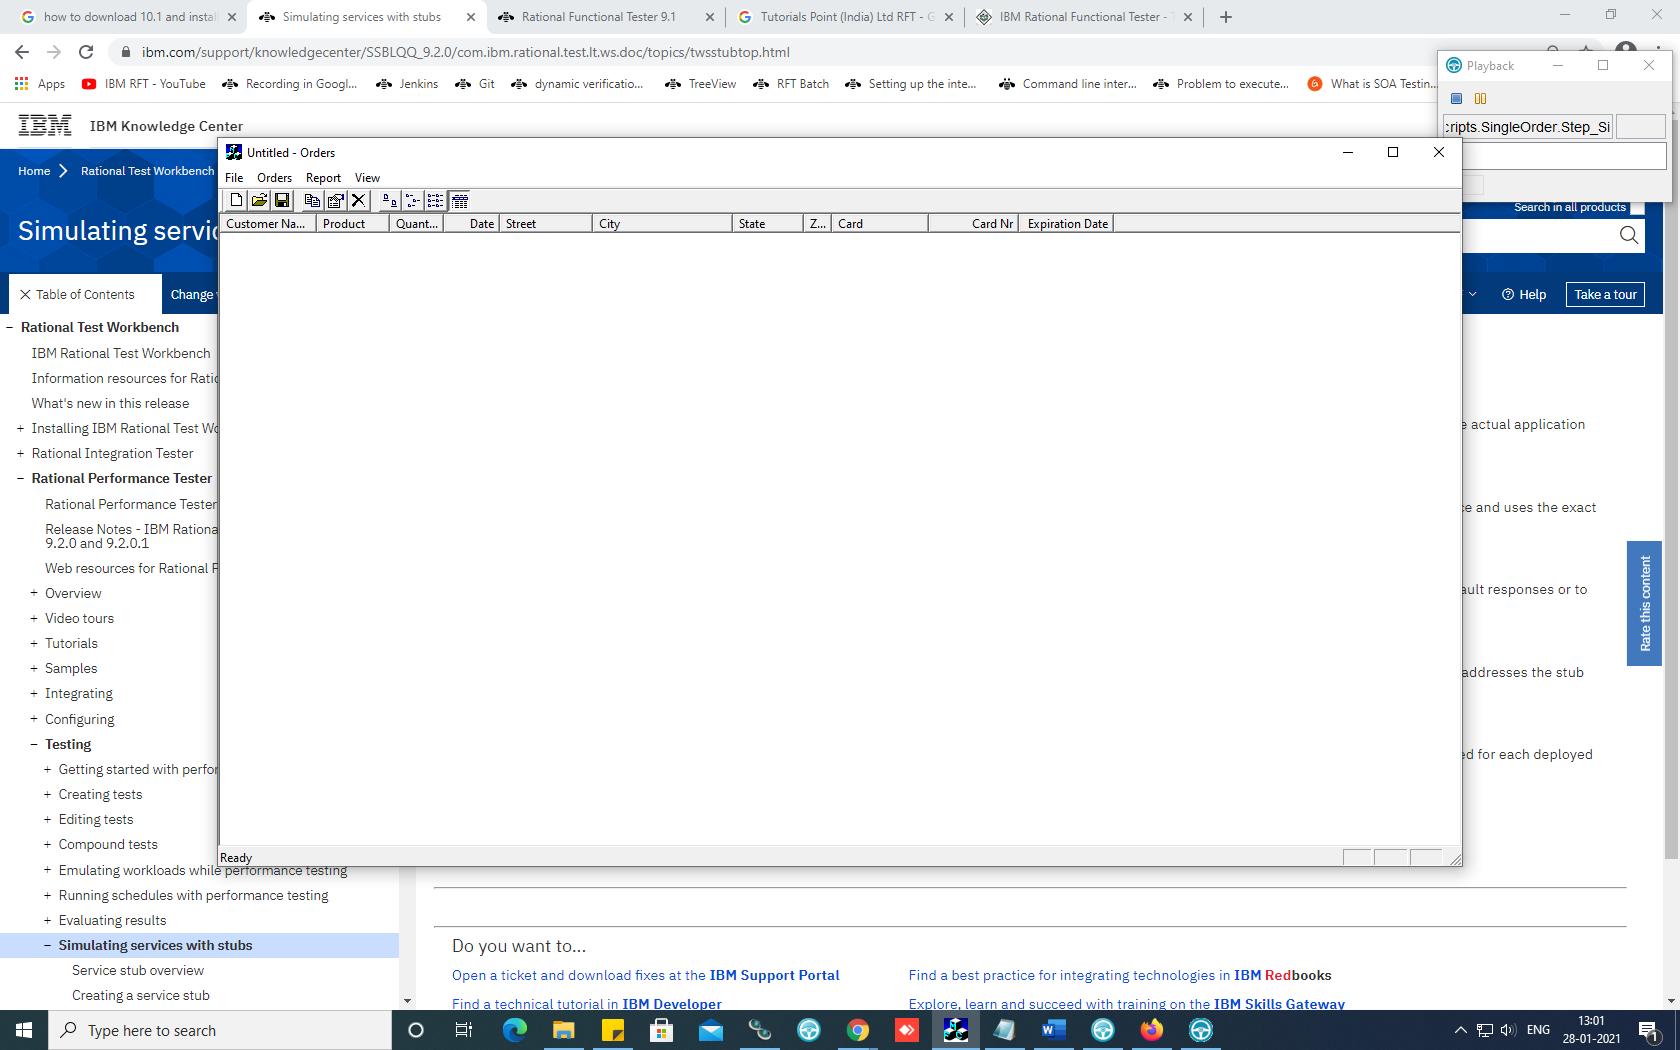 how to download 10.1 and instal
Simulating services with stubs
Rational Functional Tester 9.1
Tutorials Point (India) Ltd RFT - G
IBM Rational Functional Tester - T
ibm.com/support/knowledgecenter/SSBLQQ_9.2.0/com.ibm.rational.test.lt.ws.doc/topics/twsstubtop.html
Apps
IBM RFT - YouTube
Recording in Googl...
Jenkins
Git
dynamic verificatio...
TreeView
RFT Batch
Setting up the inte...
Command line inter...
Problem to execute...
What is SOA Testin...
Playback
cripts.SingleOrder.Step_Si
IBM
IBM Knowledge Center
Home
Rational Test Workbench
Search in all products
Simulating servic
Table of Contents
Change
Help
Take a tour
Untitled - Orders
File Orders Report View
Customer Na... Product Quant... Date Street City State Z... Card Card Nr Expiration Date
Ready
Rational Test Workbench
IBM Rational Test Workbench
Information resources for Ratio
What's new in this release
Installing IBM Rational Test Wo
Rational Integration Tester
Rational Performance Tester
Rational Performance Tester
Release Notes - IBM Rationa
9.2.0 and 9.2.0.1
Web resources for Rational P
Overview
Video tours
Tutorials
Samples
Integrating
Configuring
Testing
Getting started with perfor
Creating tests
Editing tests
Compound tests
Emulating workloads while performance testing
Running schedules with performance testing
Evaluating results
Simulating services with stubs
Service stub overview
Creating a service stub
e actual application
ce and uses the exact
ault responses or to
addresses the stub
ed for each deployed
Rate this content
Do you want to...
Open a ticket and download fixes at the IBM Support Portal
Find a best practice for integrating technologies in IBM Redbooks
Find a technical tutorial in IBM Developer
Explore, learn and succeed with training on the IBM Skills Gateway
Type here to search
ENG
13:01
28-01-2021
1